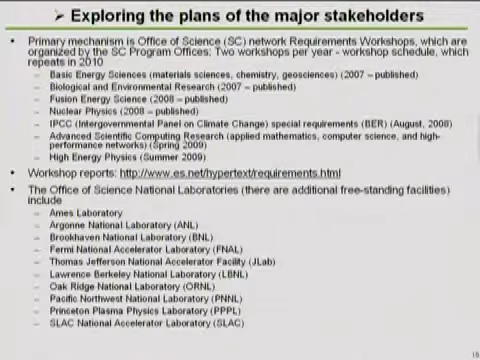 ➢ Exploring the plans of the major stakeholders
• Primary mechanism is Office of Science (SC) network Requirements Workshops, which are
organized by the SC Program Offices; Two workshops per year - workshop schedule, which
repeats in 2010
– Basic Energy Sciences (materials sciences, chemistry, geosciences) (2007 – published)
– Biological and Environmental Research (2007 – published)
– Fusion Energy Science (2008 – published)
– Nuclear Physics (2008 – published)
– IPCC (Intergovernmental Panel on Climate Change) special requirements (BER) (August, 2008)
– Advanced Scientific Computing Research (applied mathematics, computer science, and high-
performance networks) (Spring 2009)
– High Energy Physics (Summer 2009)
• Workshop reports: http://www.es.net/hypertext/requirements.html
• The Office of Science National Laboratories (there are additional free-standing facilities)
include
– Ames Laboratory
– Argonne National Laboratory (ANL)
– Brookhaven National Laboratory (BNL)
– Fermi National Accelerator Laboratory (FNAL)
– Thomas Jefferson National Accelerator Facility (JLab)
– Lawrence Berkeley National Laboratory (LBNL)
– Oak Ridge National Laboratory (ORNL)
– Pacific Northwest National Laboratory (PNNL)
– Princeton Plasma Physics Laboratory (PPPL)
– SLAC National Accelerator Laboratory (SLAC)